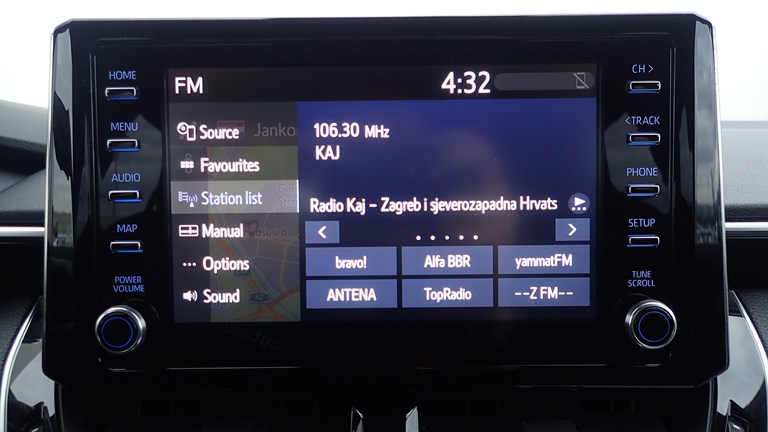 HOME
MENU
AUDIO
MAP
POWER
VOLUME
FM
4:32
Source
Favourites
Station list
Manual
Options
Sound
Janko
106.30 MHz
KAJ
Radio Kaj - Zagreb i sjeverozapadna Hrvats
<
>
bravo!
Alfa BBR
yammatFM
ANTENA
TopRadio
--Z FM--
CH >
<TRACK
PHONE
SETUP
TUNE
SCROLL